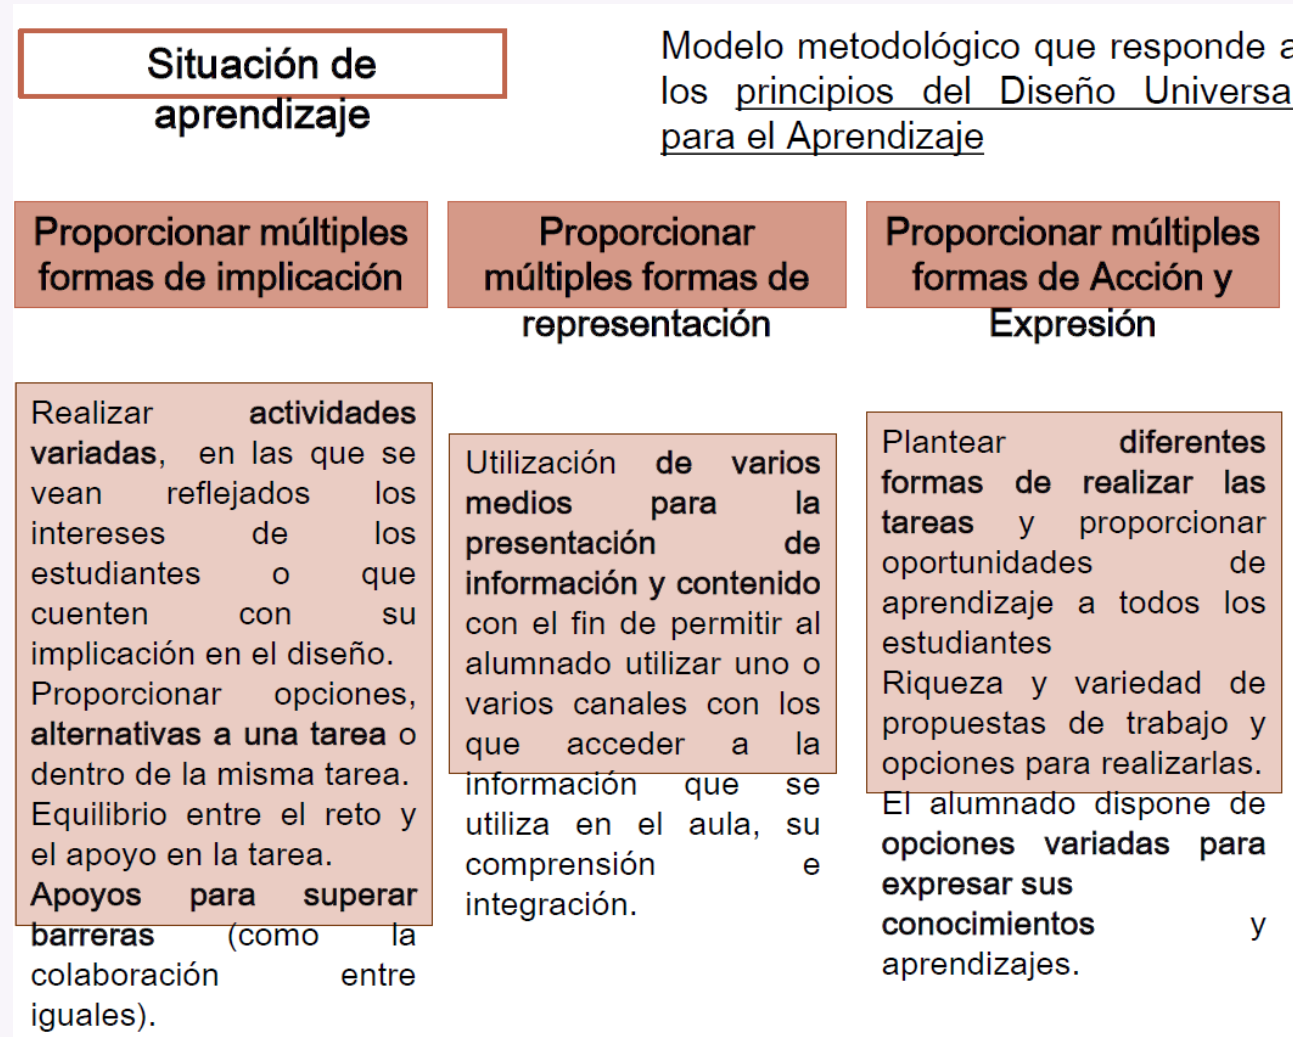 Situación de
aprendizaje
Modelo metodológico que responde a
los principios del Diseño Universa
para el Aprendizaje
Proporcionar múltiples
formas de implicación
Proporcionar
múltiples formas de
representación
Proporcionar múltiples
formas de Acción y
Expresión
Realizar actividades
variadas, en las que se
vean reflejados los
intereses de los
estudiantes o que
cuenten con su
implicación en el diseño.
Proporcionar opciones,
alternativas a una tarea o
dentro de la misma tarea.
Equilibrio entre el reto y
el apoyo en la tarea.
Apoyos para superar
barreras (como la
colaboración entre
iguales).
Utilización de varios
medios para la
presentación de
información y contenido
con el fin de permitir al
alumnado utilizar uno o
varios canales con los
que acceder a la
información que se
utiliza en el aula, su
comprensión e
integración.
Plantear diferentes
formas de realizar las
tareas y proporcionar
oportunidades de
aprendizaje a todos los
estudiantes
Riqueza y variedad de
propuestas de trabajo y
opciones para realizarlas.
El alumnado dispone de
opciones variadas para
expresar sus
conocimientos y
aprendizajes.